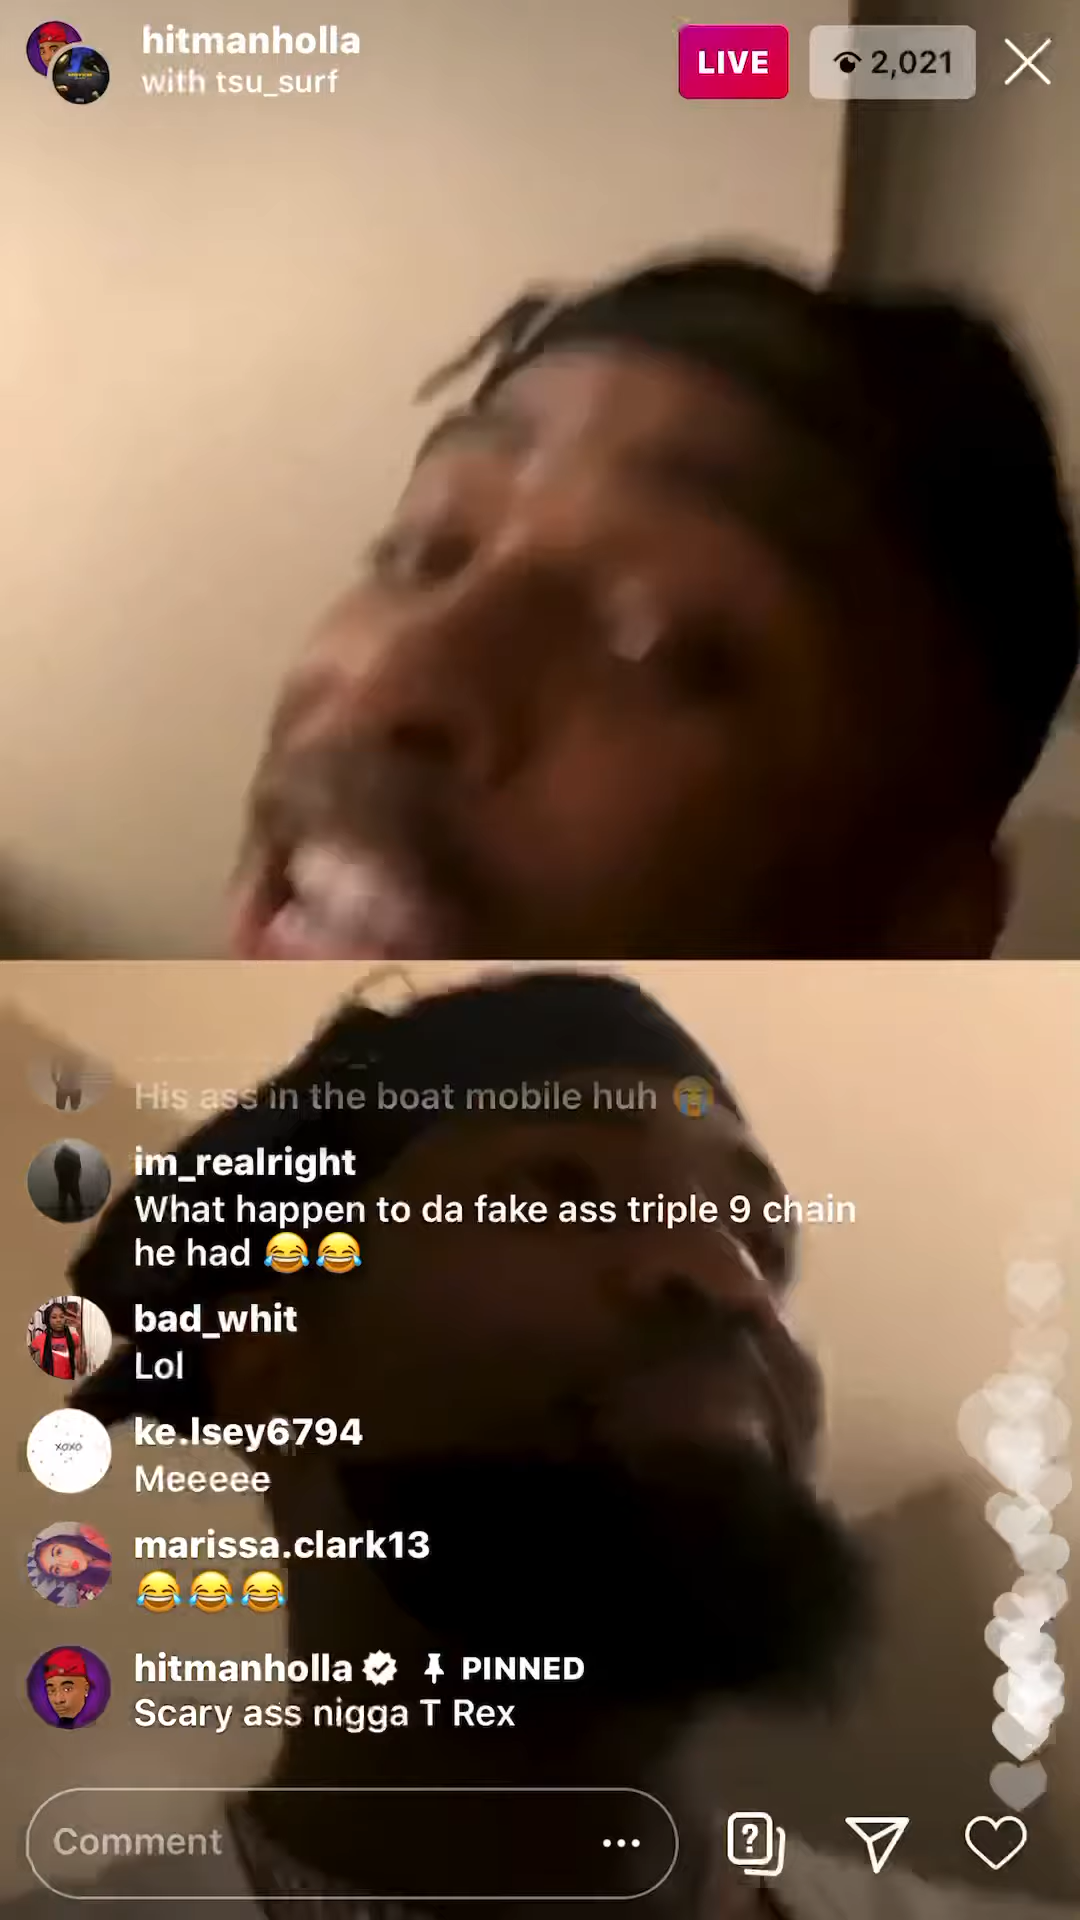 hitmanholla
with tsu_surf
LIVE
2,021
His ass in the boat mobile huh 😭
im_realright
What happen to da fake ass triple 9 chain
he had 😂😂
bad_whit
Lol
ke.lsey6794
xoxo
Meeeee
marissa.clark13
😂😂😂
hitmanholla PINNED
Scary ass nigga T Rex
Comment